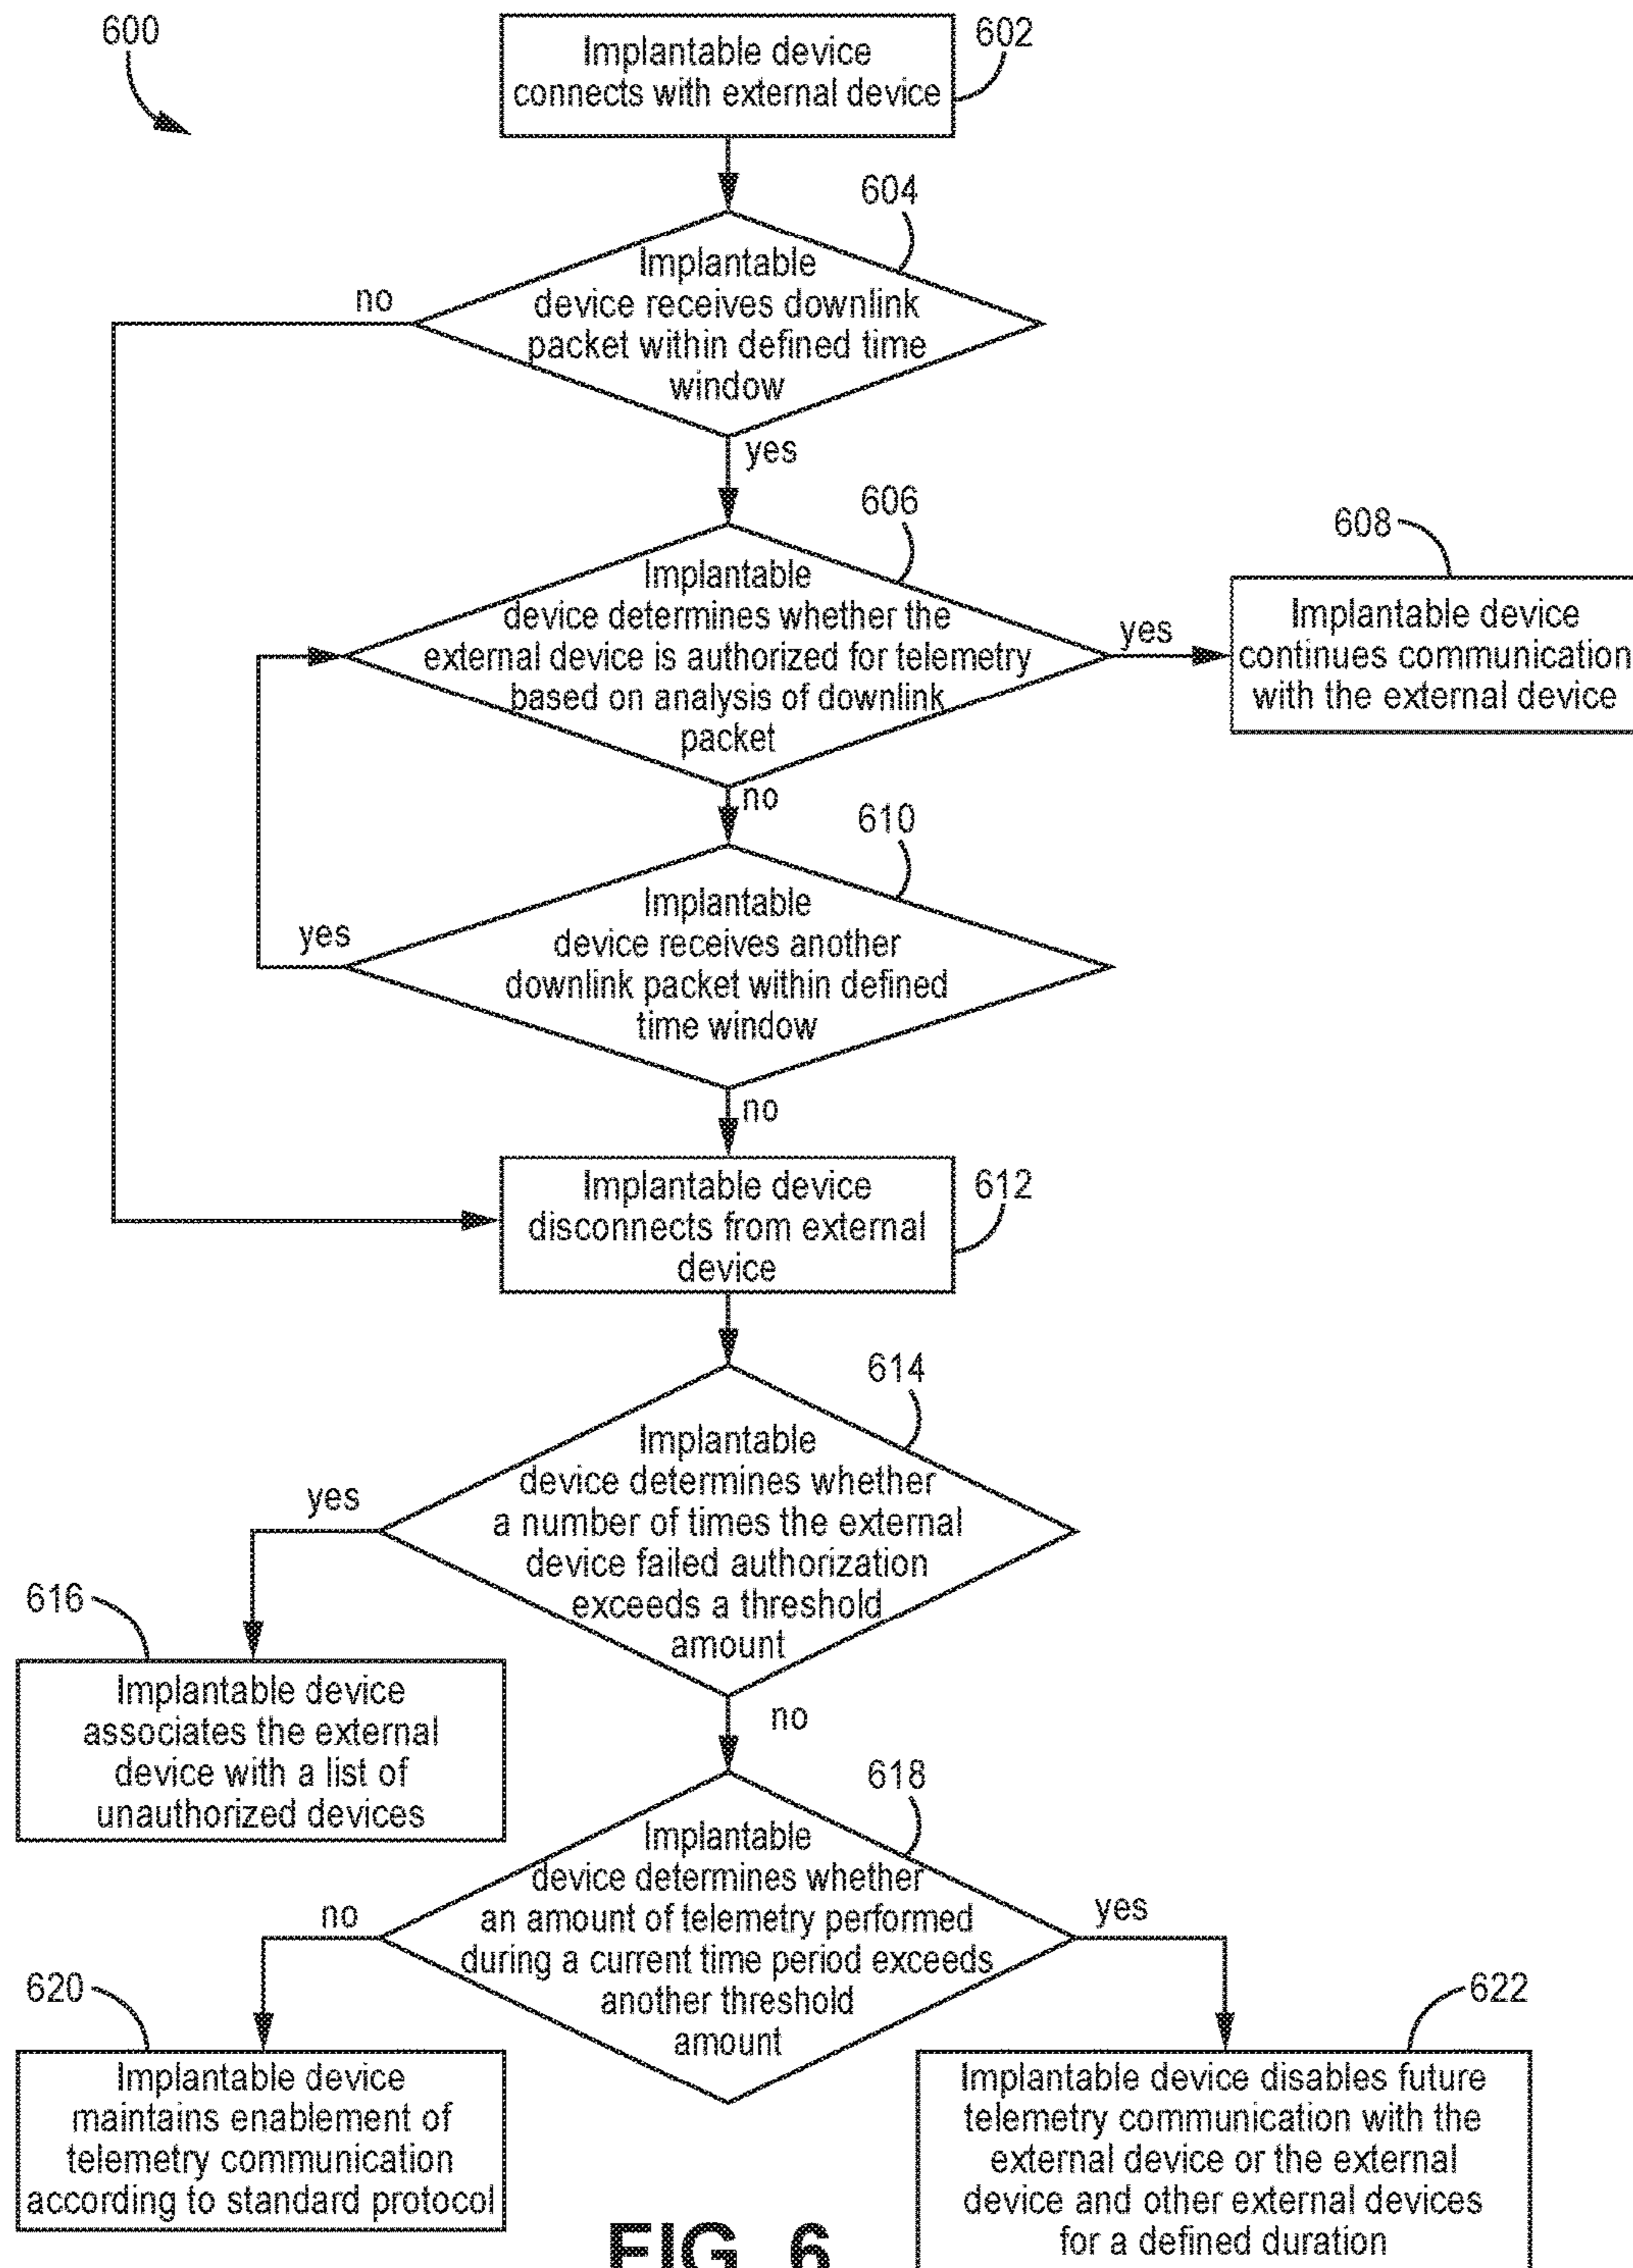 600
Implantable device
connects with external device
602
604
Implantable
device receives downlink
packet within defined time
window
no
yes
606
Implantable
device determines whether the
external device is authorized for telemetry
based on analysis of downlink
packet
yes
608
Implantable device
continues communication
with the external device
no
610
Implantable
device receives another
downlink packet within defined
time window
yes
no
Implantable device
disconnects from external
device
612
614
Implantable
device determines whether
a number of times the external
device failed authorization
exceeds a threshold
amount
yes
616
Implantable device
associates the external
device with a list of
unauthorized devices
no
618
Implantable
device determines whether
an amount of telemetry performed
during a current time period exceeds
another threshold
amount
no
yes
620
Implantable device
maintains enablement of
telemetry communication
according to standard protocol
622
Implantable device disables future
telemetry communication with the
external device or the external
device and other external devices
for a defined duration
FIG. 6